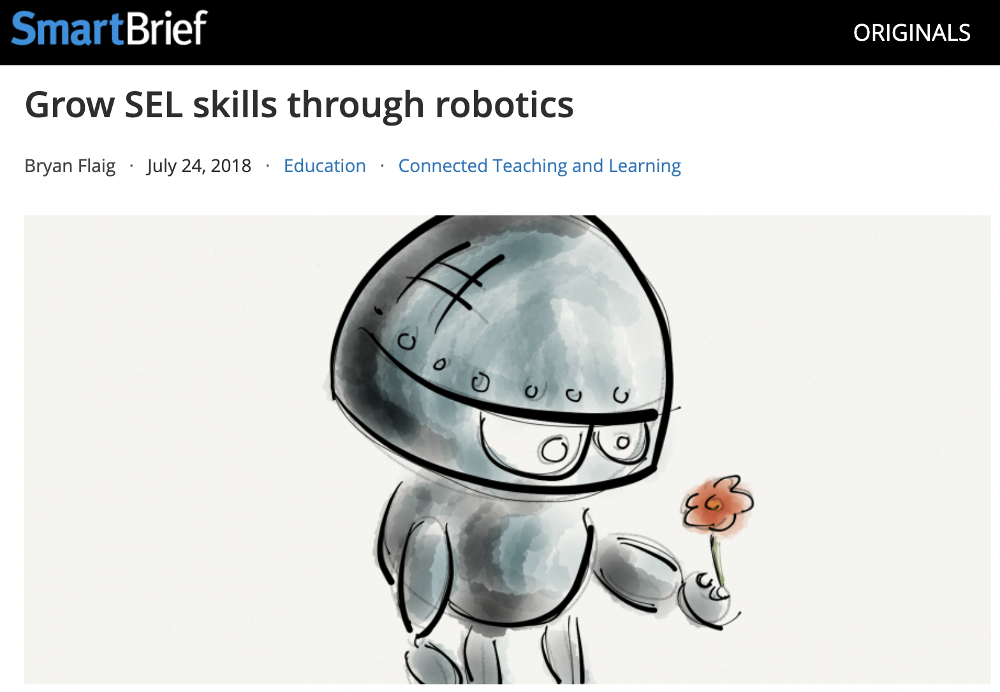 SmartBrief
ORIGINALS
Grow SEL skills through robotics
Bryan Flaig · July 24, 2018 · Education · Connected Teaching and Learning